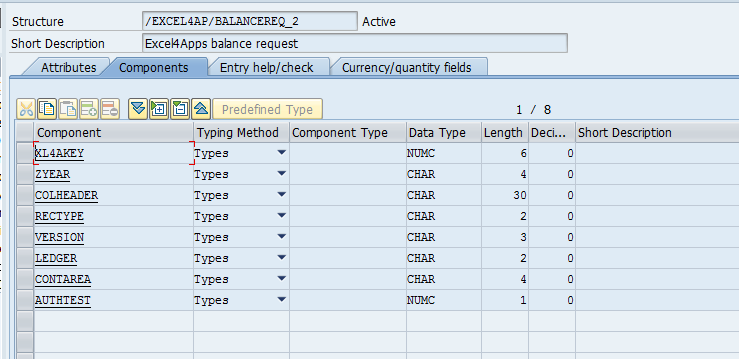 Structure /EXCEL4AP/BALANCEREQ_2 Active
Short Description Excel4Apps balance request
Attributes Components Entry help/check Currency/quantity fields
Predefined Type 1 / 8
Component Typing Method Component Type Data Type Length Deci... Short Description
XL4AKEY Types NUMC 6 0
ZYEAR Types CHAR 4 0
COLHEADER Types CHAR 30 0
RECTYPE Types CHAR 2 0
VERSION Types CHAR 3 0
LEDGER Types CHAR 2 0
CONTAREA Types CHAR 4 0
AUTHTEST Types NUMC 1 0